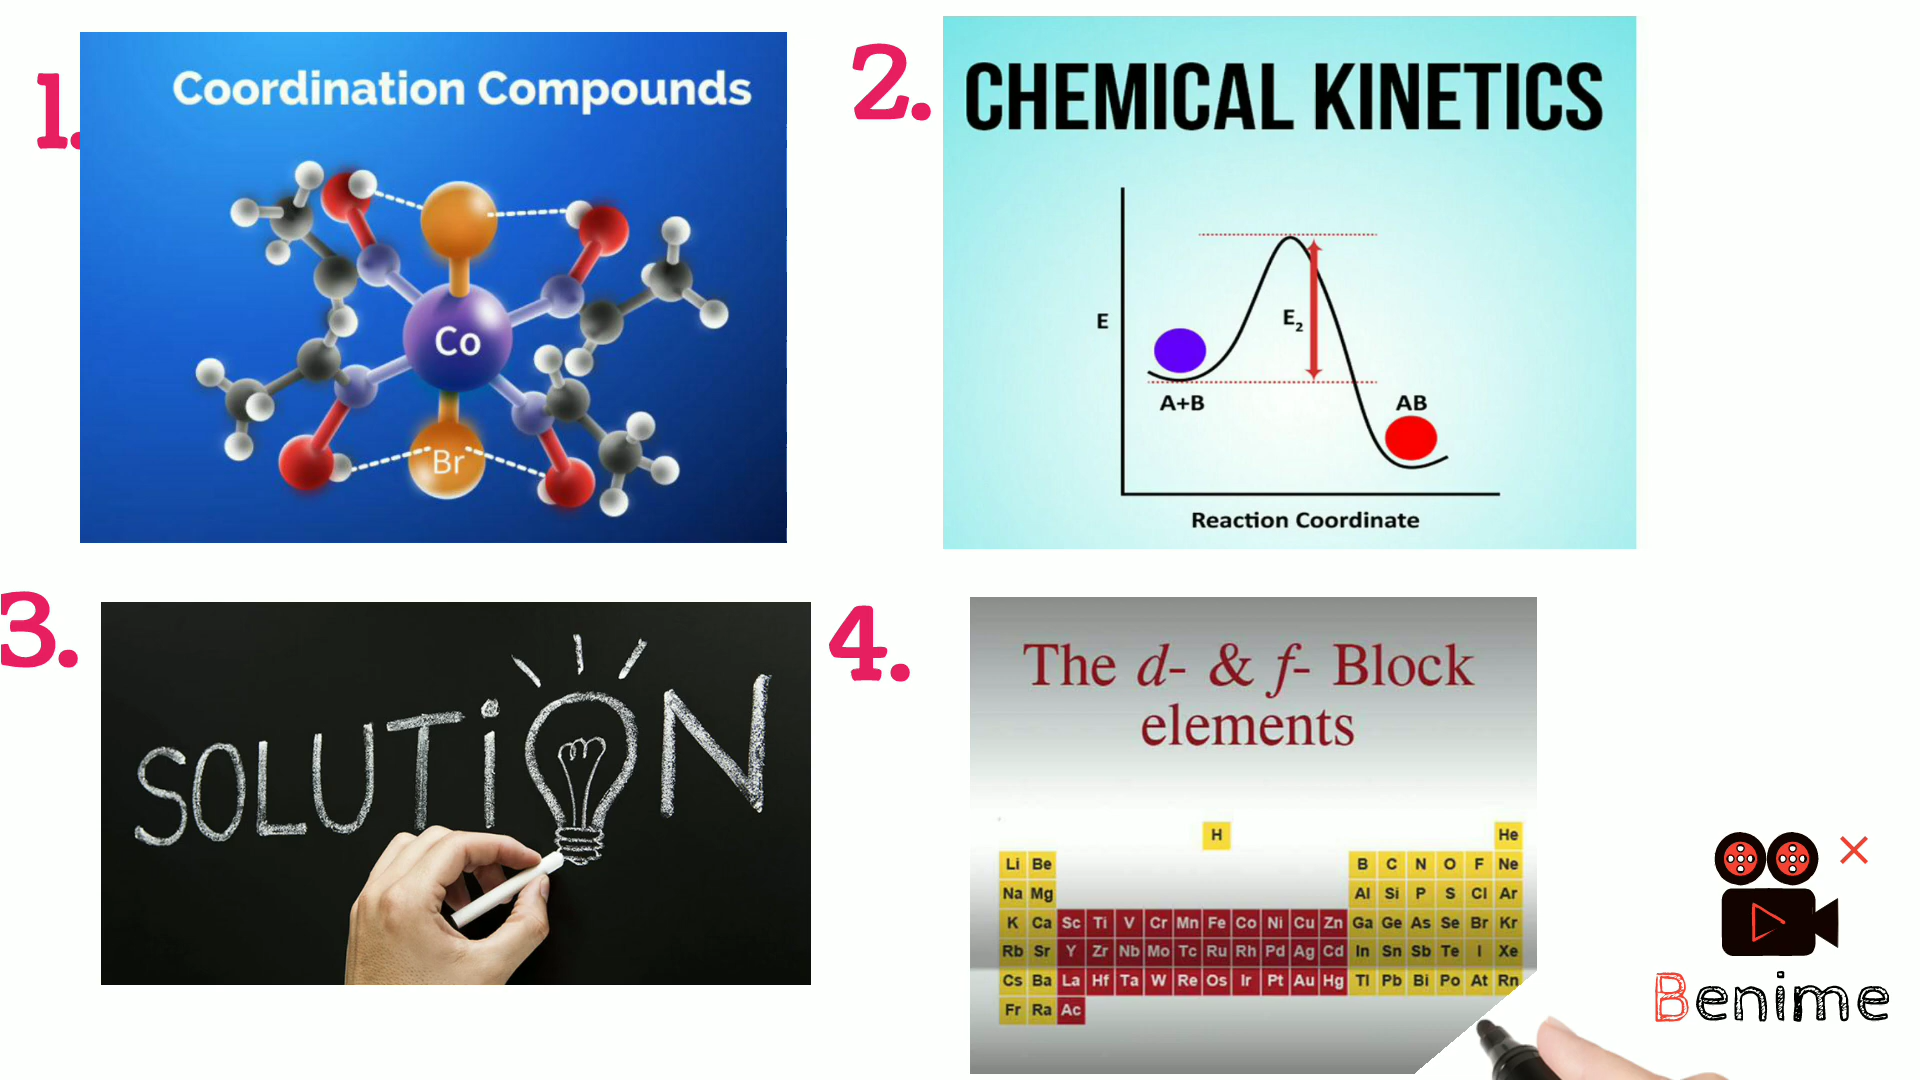 1.
Coordination Compounds
Co
Br
2.
CHEMICAL KINETICS
E
E2
A+B
AB
Reaction Coordinate
3.
SOLUTiON
4.
The d- & f- Block
elements
H He
Li Be B C N O F Ne
Na Mg Al Si P S Cl Ar
K Ca Sc Ti V Cr Mn Fe Co Ni Cu Zn Ga Ge As Se Br Kr
Rb Sr Y Zr Nb Mo Tc Ru Rh Pd Ag Cd In Sn Sb Te I Xe
Cs Ba La Hf Ta W Re Os Ir Pt Au Hg Tl Pb Bi Po At Rn
Fr Ra Ac
Benime